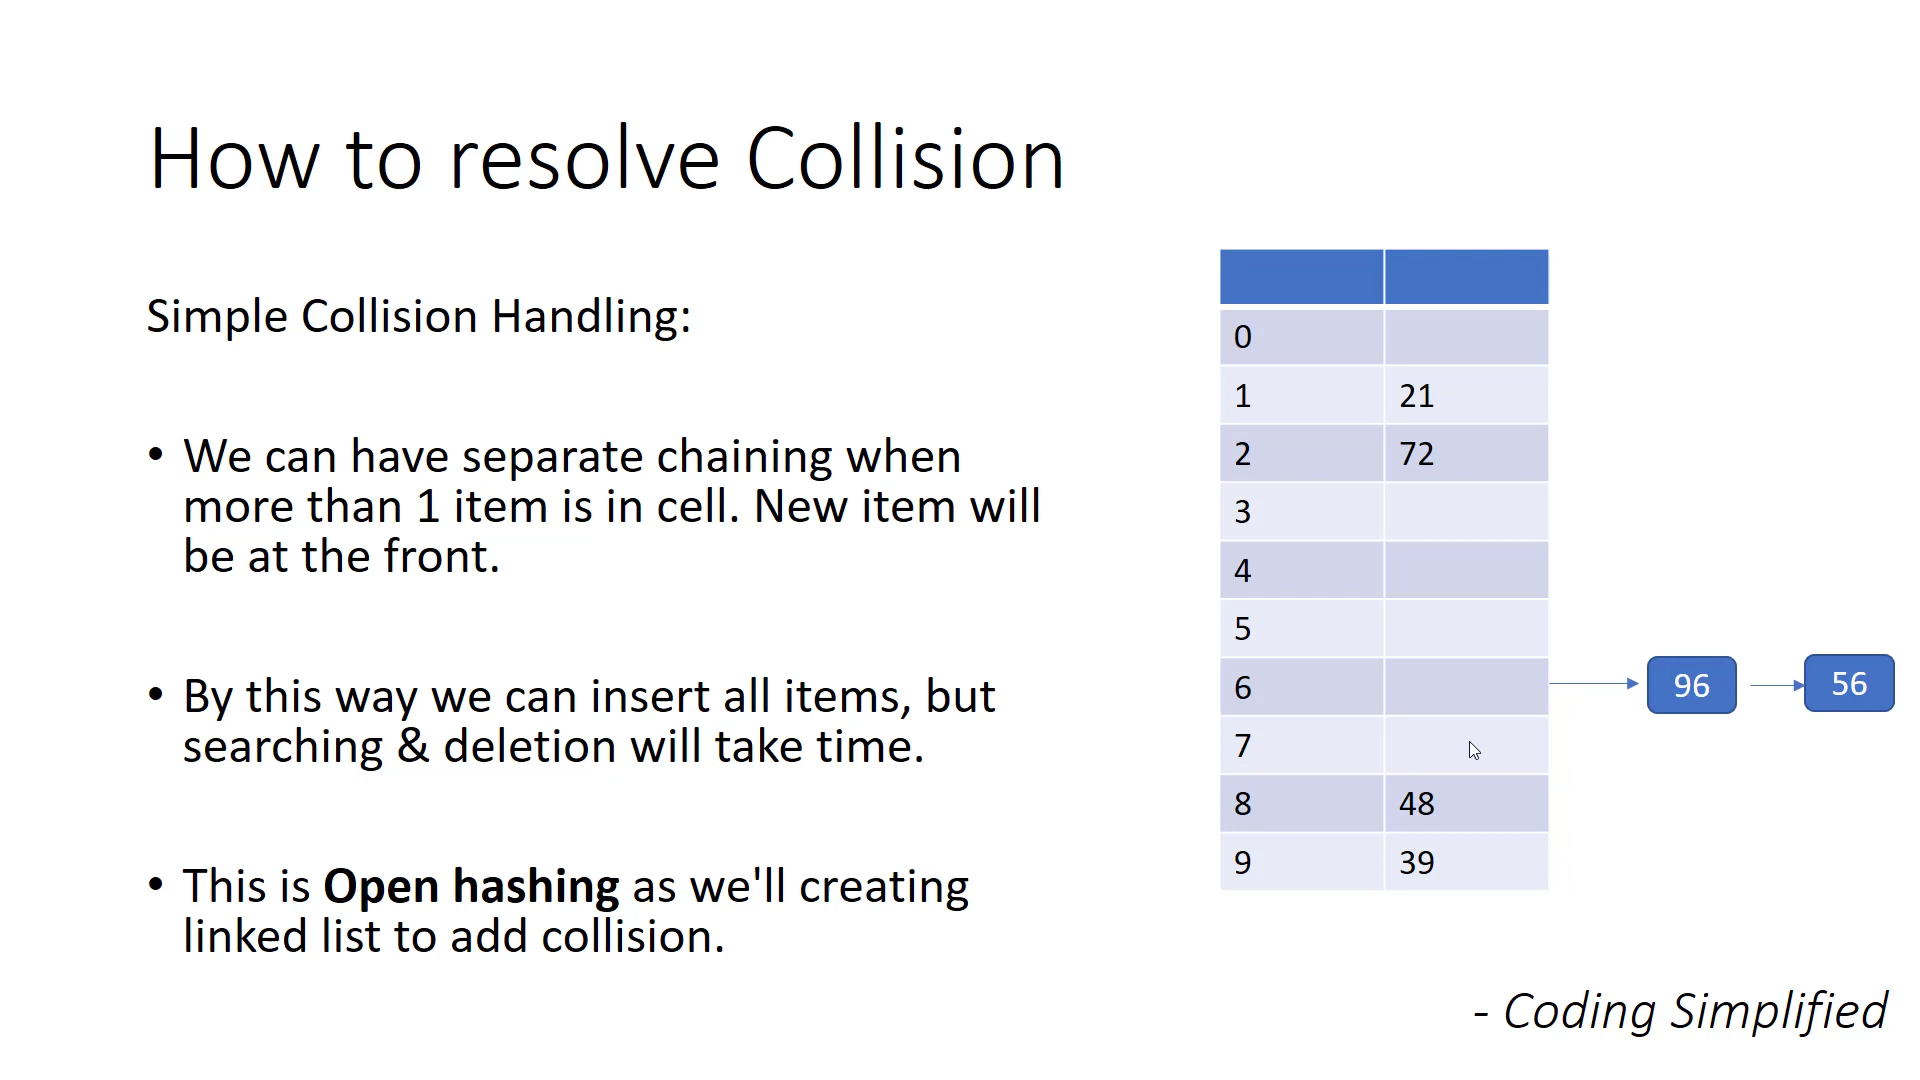 How to resolve Collision
Simple Collision Handling:
• We can have separate chaining when
more than 1 item is in cell. New item will
be at the front.
• By this way we can insert all items, but
searching & deletion will take time.
• This is Open hashing as we'll creating
linked list to add collision.
0
1 21
2 72
3
4
5
6 96 56
7
8 48
9 39
- Coding Simplified